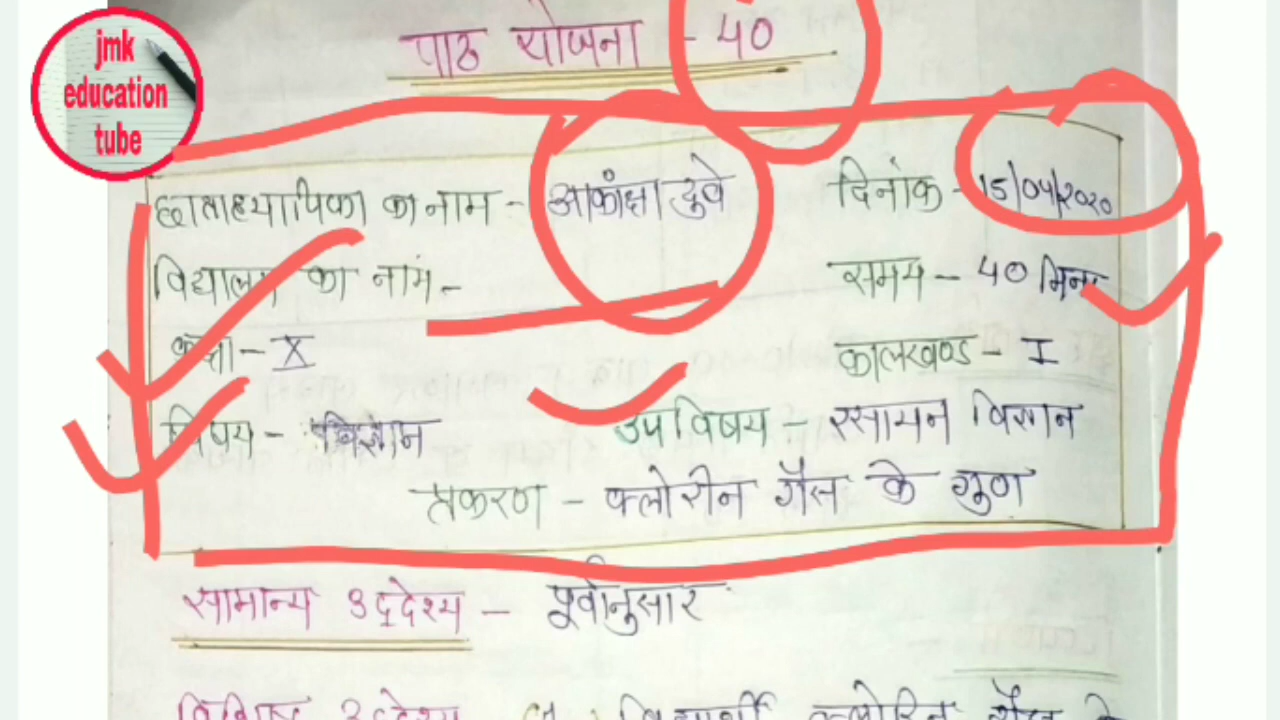 jmk
education
tube
पाठ योजना - 40
छात्राध्यापिका का नाम - आकांक्षा दुबे दिनांक - 15/04/2020
विद्यालय का नाम - समय - 40 मिनट
कक्षा - X कालखण्ड - I
विषय - विज्ञान उपविषय - रसायन विज्ञान
प्रकरण - क्लोरीन गैस के गुण
सामान्य उद्देश्य - पूर्वानुसार
विशिष्ट उद्देश्य विद्यार्थी क्लोरिन गैस के